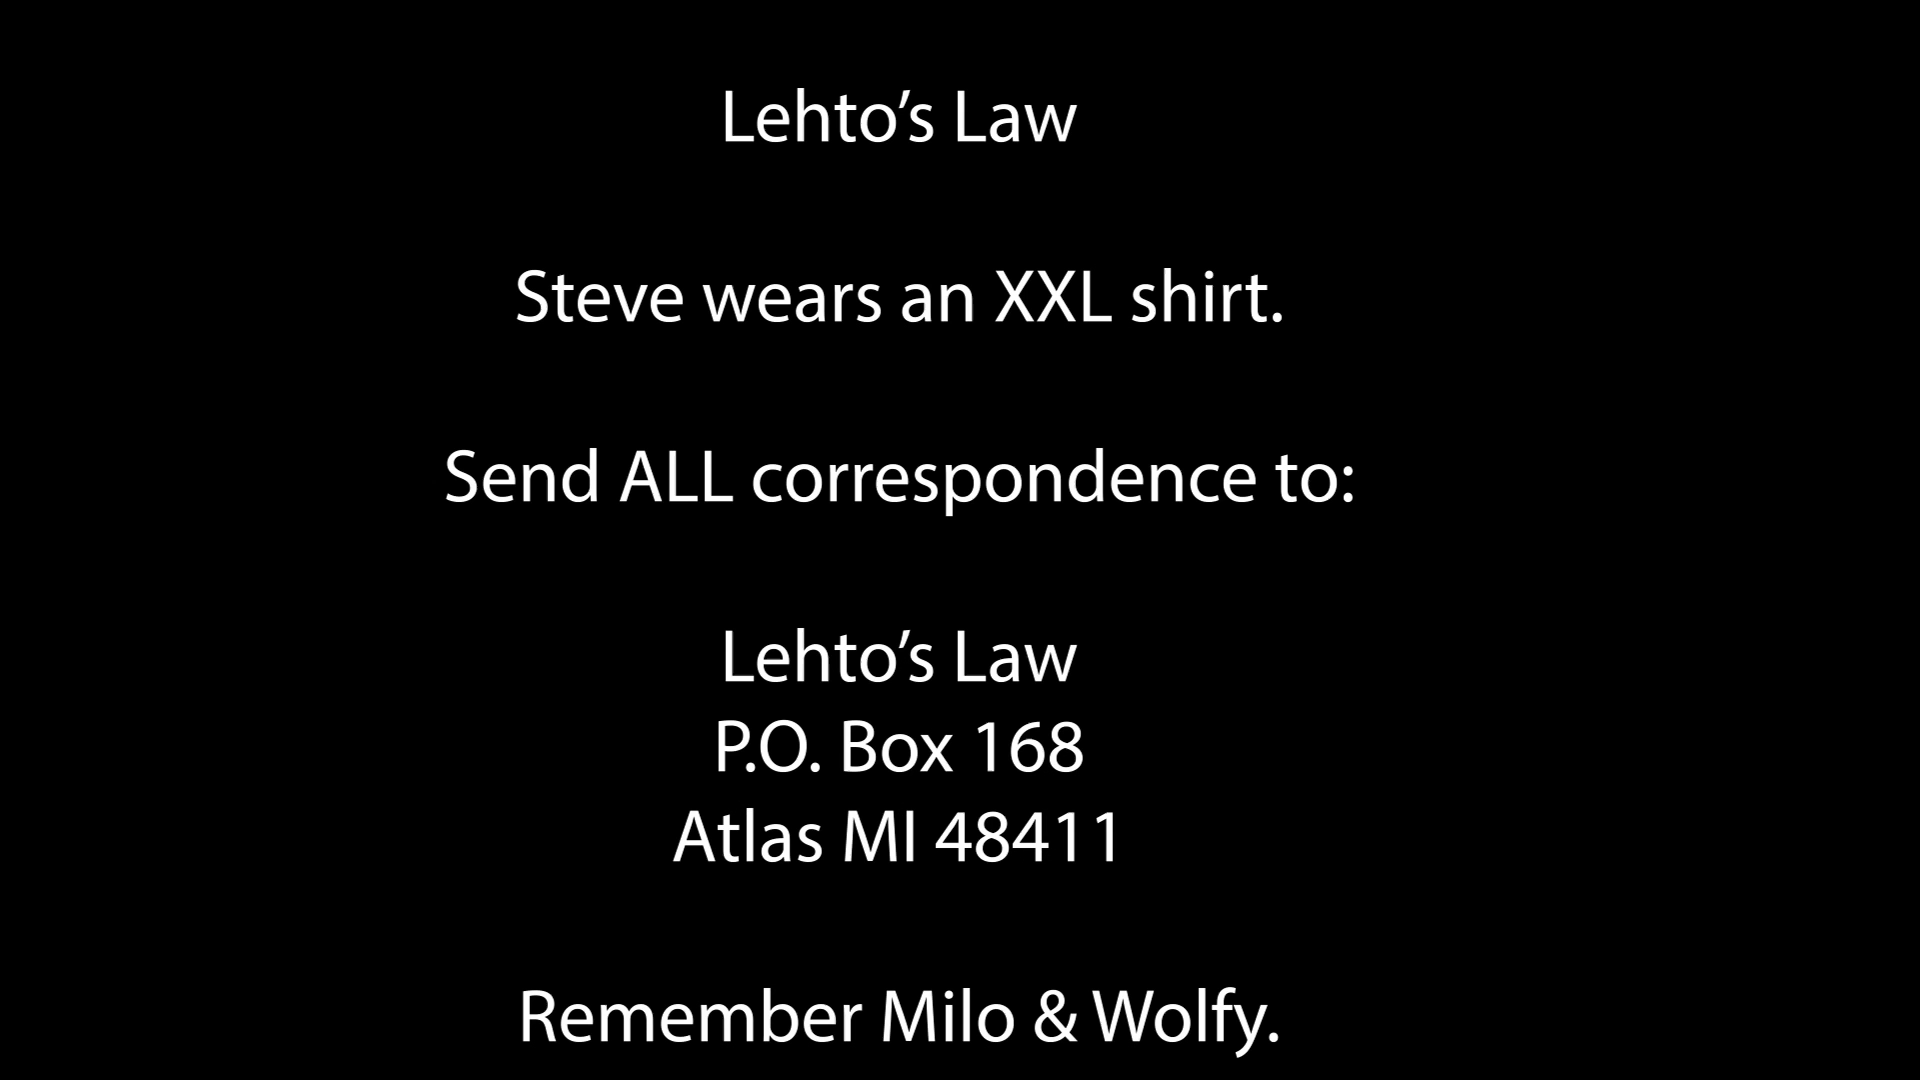 Lehto’s Law
Steve wears an XXL shirt.
Send ALL correspondence to:
Lehto’s Law
P.O. Box 168
Atlas MI 48411
Remember Milo & Wolfy.